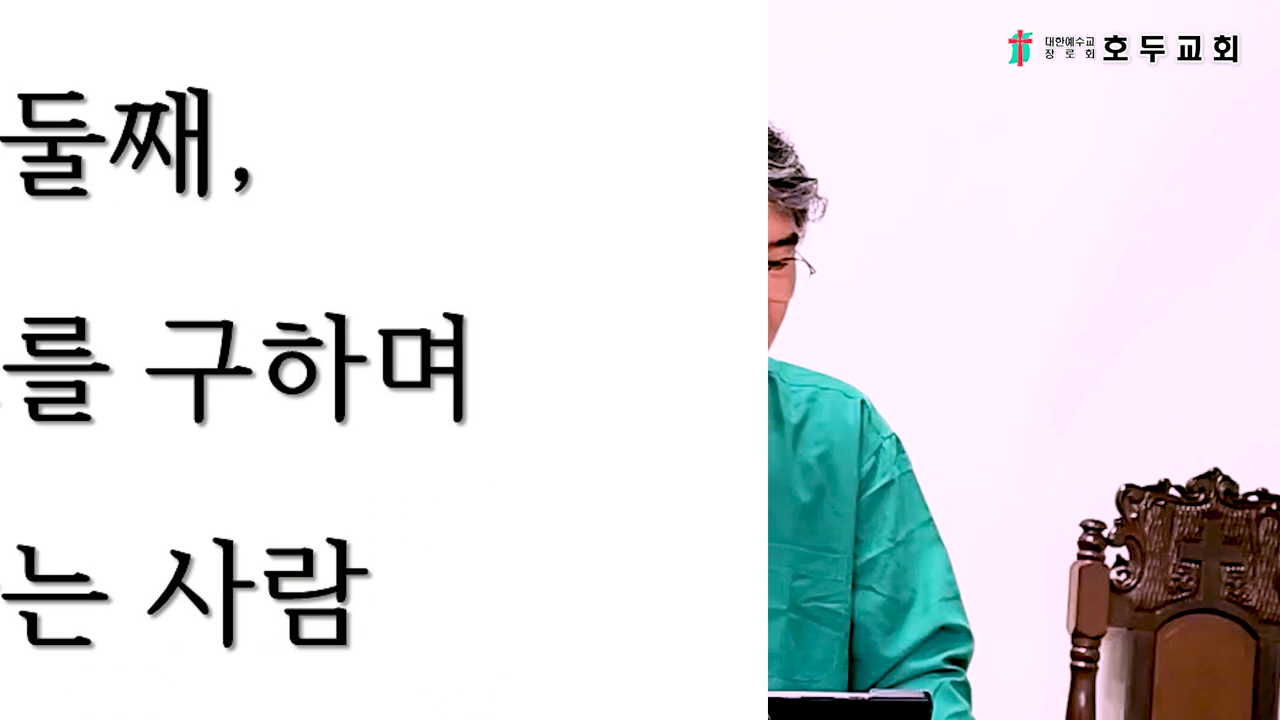 둘째,
를 구하며
는 사람
대한예수교
장로회
호두교회